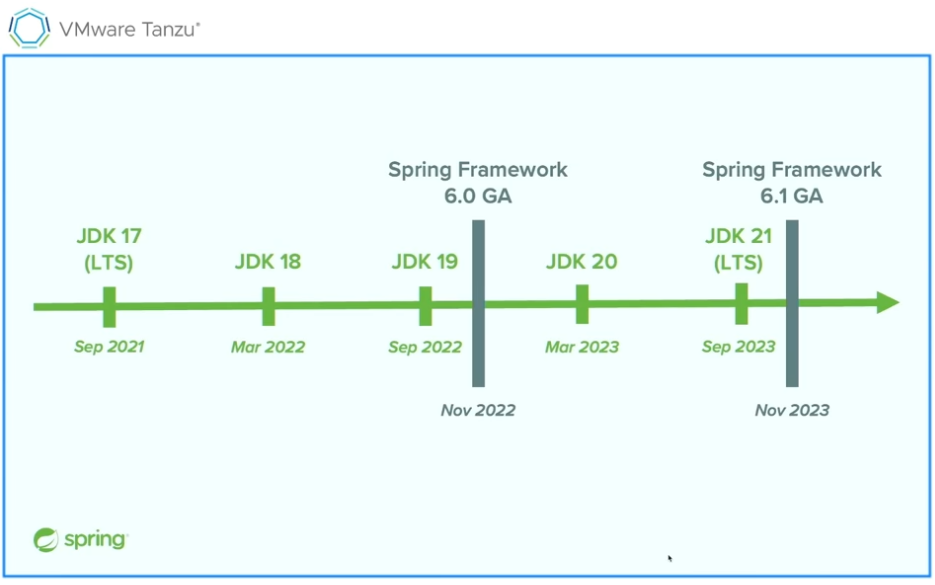 VMware Tanzu®
Spring Framework
6.0 GA
Spring Framework
6.1 GA
JDK 17
(LTS)
JDK 18
JDK 19
JDK 20
JDK 21
(LTS)
Sep 2021
Mar 2022
Sep 2022
Mar 2023
Sep 2023
Nov 2022
Nov 2023
spring